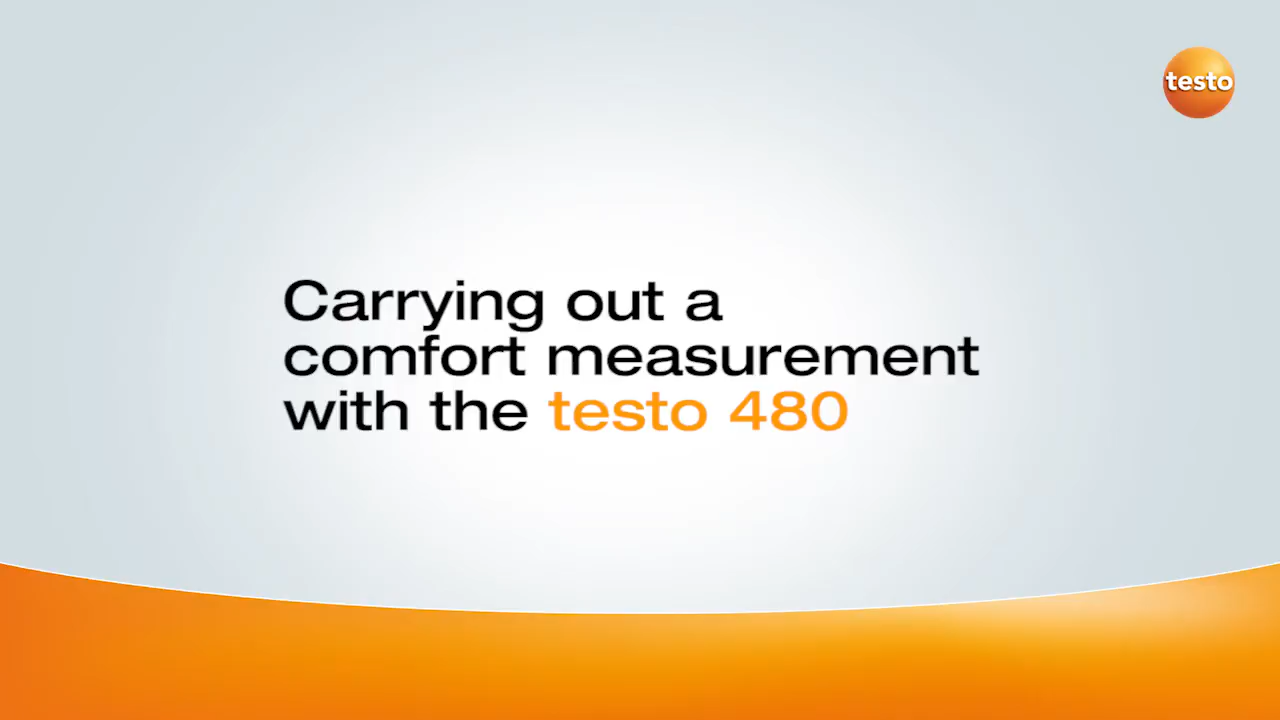 testo
Carrying out a
comfort measurement
with the testo 480